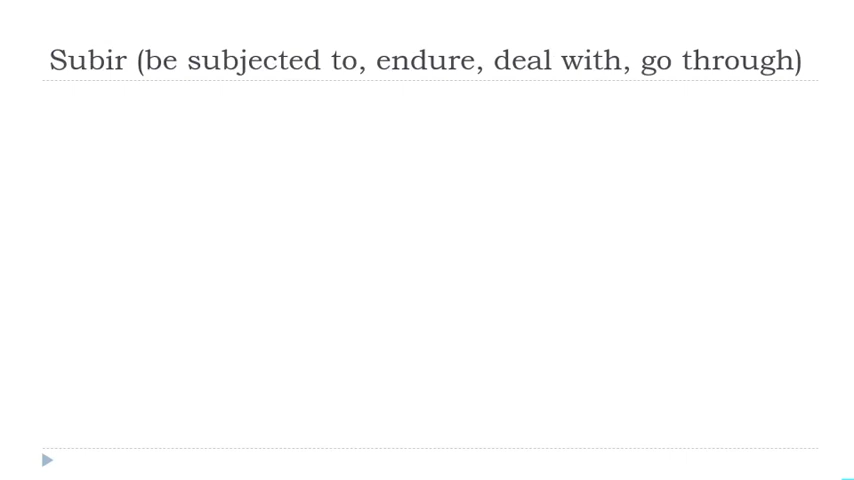 Subir (be subjected to, endure, deal with, go through)